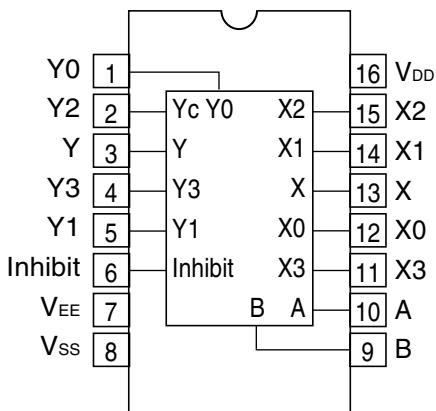 Y0 1 16 VDD
Y2 2 Yc Y0 X2 15 X2
Y 3 Y X1 14 X1
Y3 4 Y3 X 13 X
Y1 5 Y1 X0 12 X0
Inhibit 6 Inhibit X3 11 X3
VEE 7 B A 10 A
VSS 8 9 B